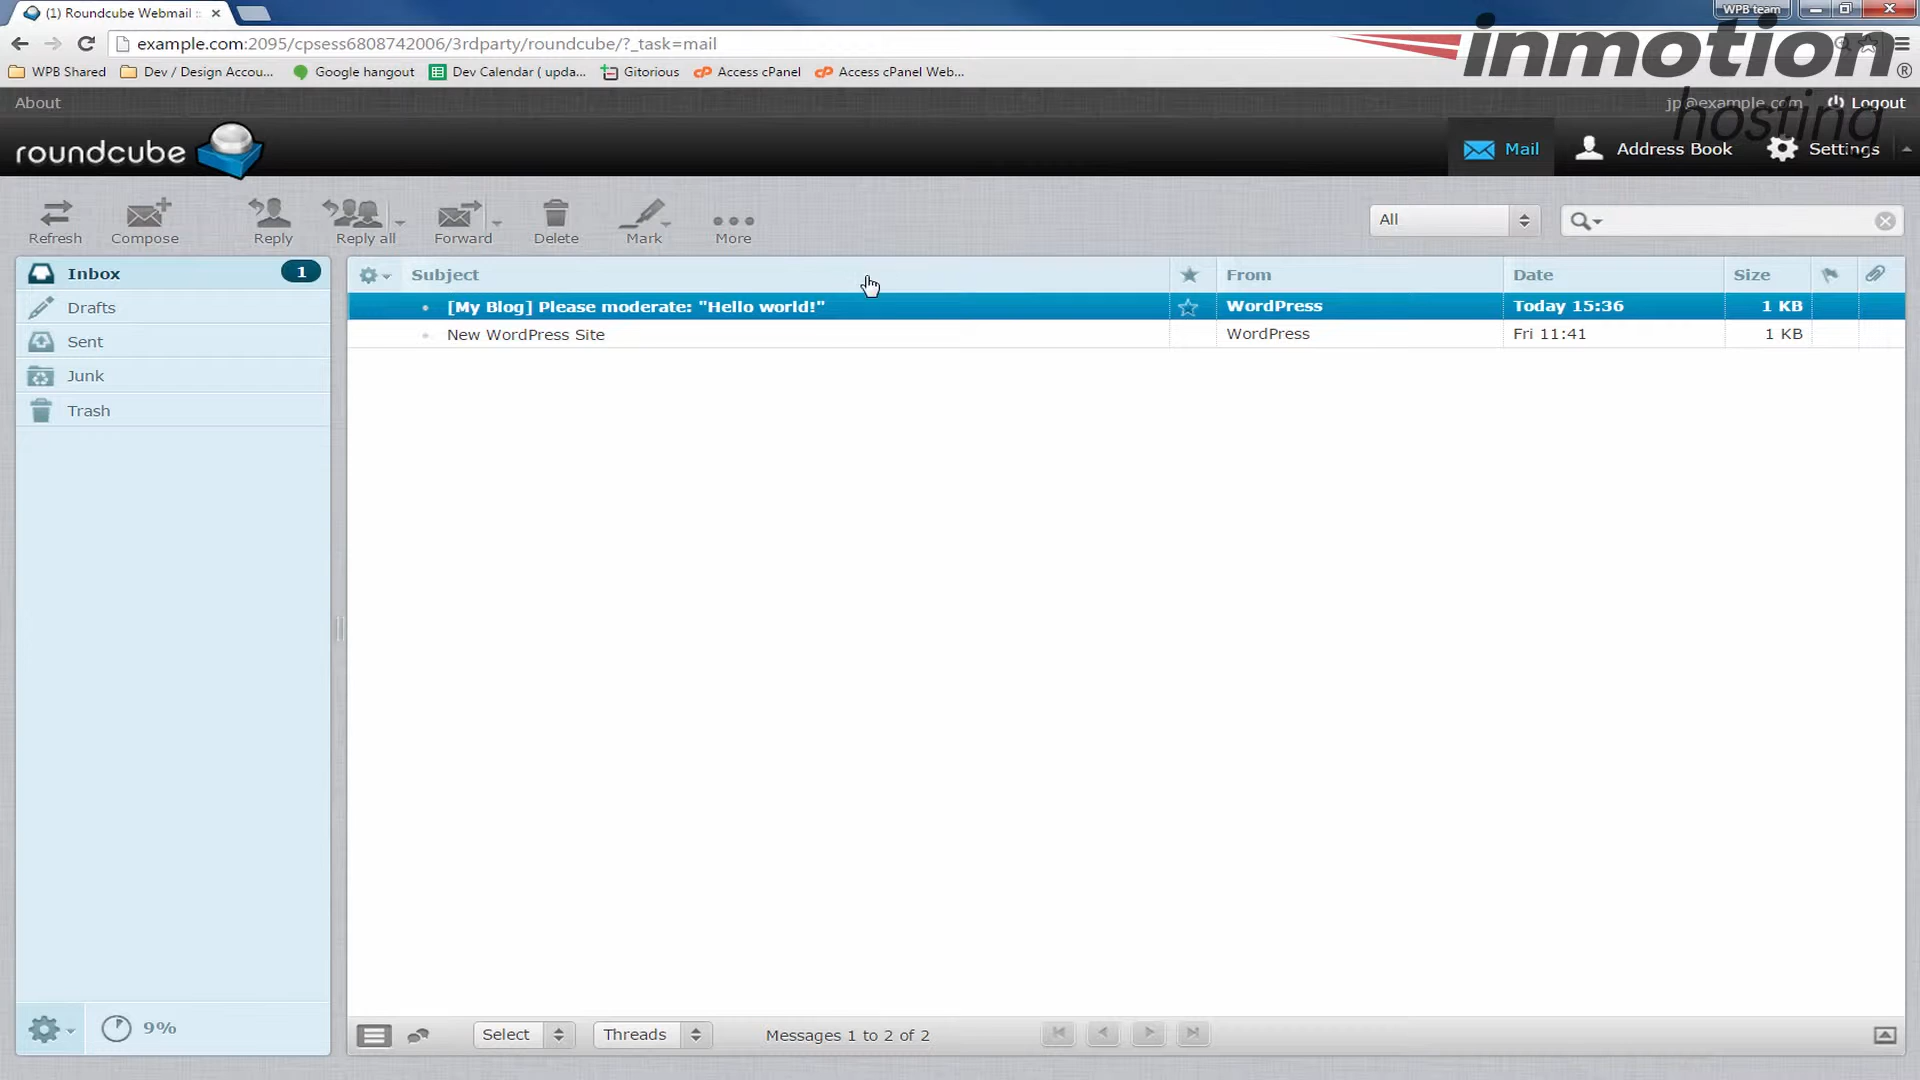 (1) Roundcube Webmail ::
WPB team
example.com:2095/cpsess6808742006/3rdparty/roundcube/?_task=mail
WPB Shared
Dev / Design Accou...
Google hangout
Dev Calendar ( upda...
Gitorious
Access cPanel
Access cPanel Web...
inmotion®
hosting
About
jp@example.com
Logout
roundcube
Mail
Address Book
Settings
Refresh
Compose
Reply
Reply all
Forward
Delete
Mark
More
All
Inbox
1
Drafts
Sent
Junk
Trash
Subject
From
Date
Size
[My Blog] Please moderate: "Hello world!"
WordPress
Today 15:36
1 KB
New WordPress Site
WordPress
Fri 11:41
1 KB
9%
Select
Threads
Messages 1 to 2 of 2